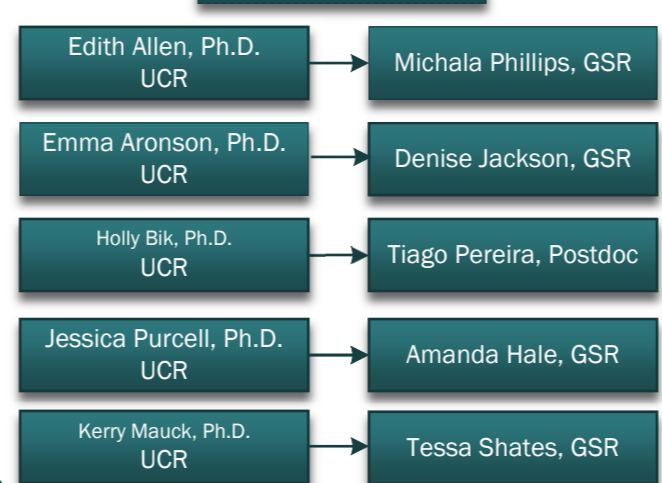 Edith Allen, Ph.D.
UCR
Michala Phillips, GSR
Emma Aronson, Ph.D.
UCR
Denise Jackson, GSR
Holly Bik, Ph.D.
UCR
Tiago Pereira, Postdoc
Jessica Purcell, Ph.D.
UCR
Amanda Hale, GSR
Kerry Mauck, Ph.D.
UCR
Tessa Shates, GSR